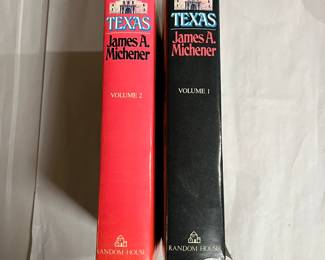 TEXAS
James A.
Michener
VOLUME 2
RANDOM HOUSE
TEXAS
James A.
Michener
VOLUME 1
RANDOM HOUSE